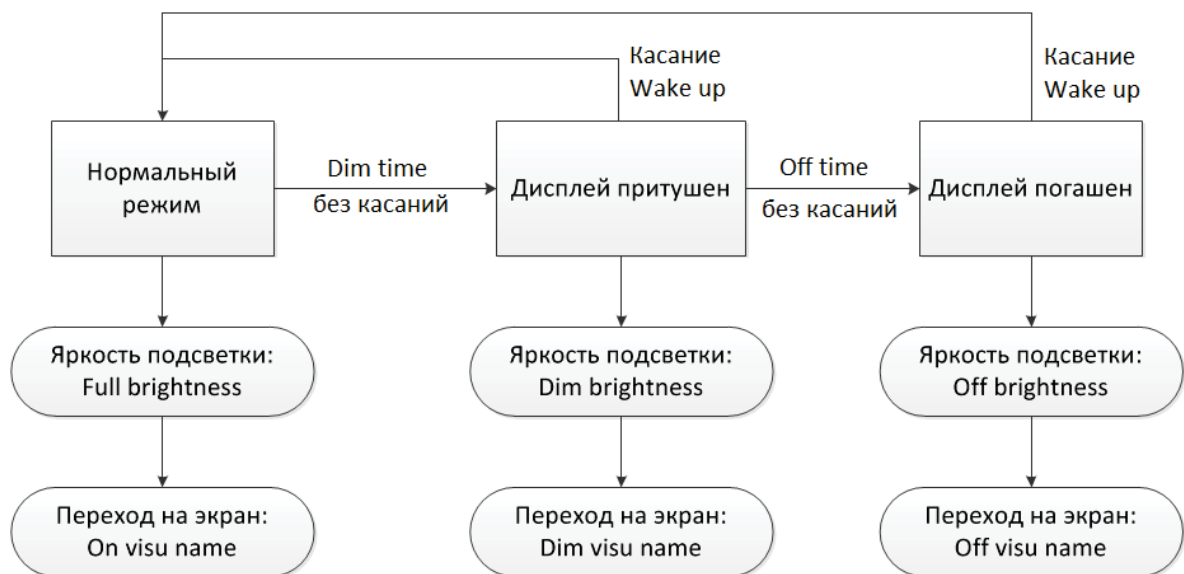 Касание
Wake up
Касание
Wake up
Нормальный
режим
Dim time
без касаний
Дисплей притушен
Off time
без касаний
Дисплей погашен
Яркость подсветки:
Full brightness
Яркость подсветки:
Dim brightness
Яркость подсветки:
Off brightness
Переход на экран:
On visu name
Переход на экран:
Dim visu name
Переход на экран:
Off visu name